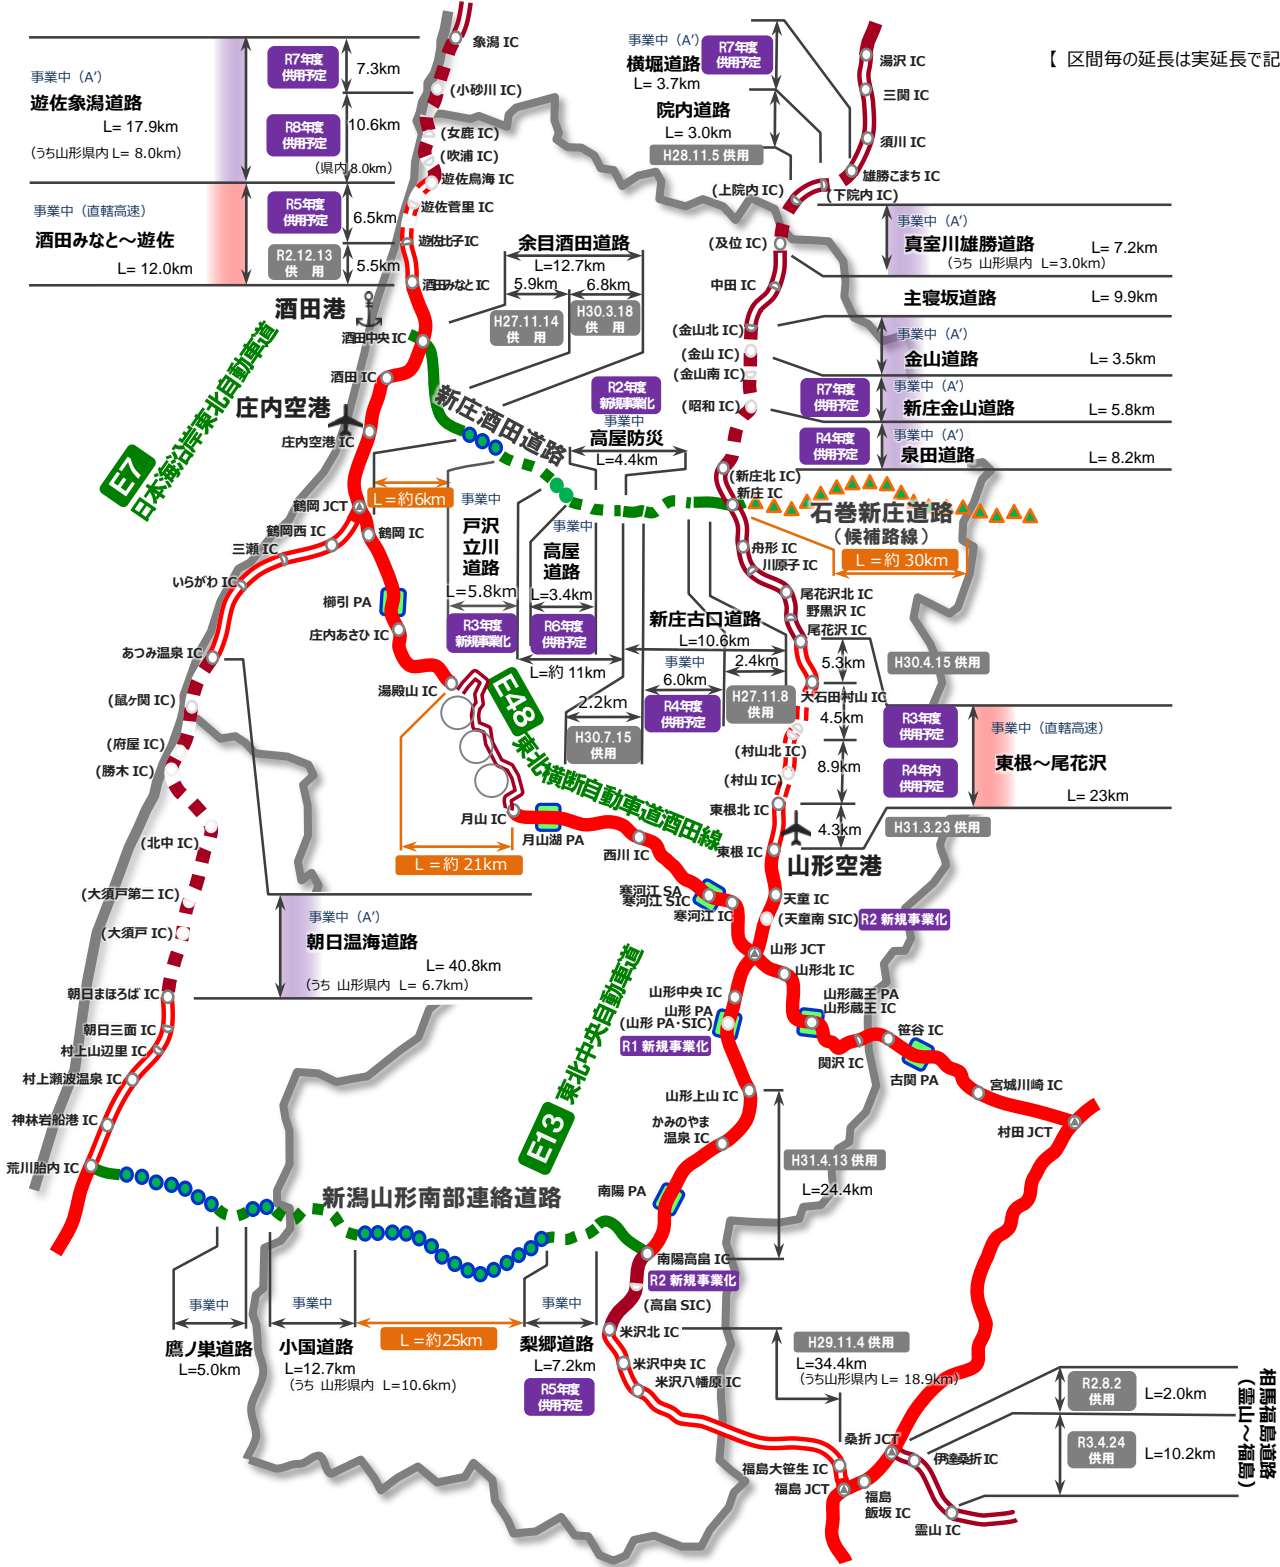 【 区間毎の延長は実延長で記
事業中（A’）
遊佐象潟道路
L= 17.9km
（うち山形県内 L= 8.0km）
R7年度
供用予定
7.3km
R8年度
供用予定
10.6km
（県内 8.0km）
事業中（直轄高速）
酒田みなと～遊佐
L= 12.0km
R5年度
供用予定
6.5km
R2.12.13
供　用
5.5km
象潟 IC
(小砂川 IC)
(女鹿 IC)
(吹浦 IC)
遊佐鳥海 IC
遊佐菅里 IC
遊佐比子IC
酒田みなと IC
酒田港
酒田中央 IC
酒田 IC
庄内空港
庄内空港 IC
E7
日本海沿岸東北自動車道
余目酒田道路
L=12.7km
5.9km
6.8km
H27.11.14
供　用
H30.3.18
供　用
新庄酒田道路
R2年度
新規事業化
事業中
高屋防災
L=4.4km
事業中（A’）
横堀道路
L= 3.7km
R7年度
供用予定
院内道路
L= 3.0km
H28.11.5 供用
湯沢 IC
三関 IC
須川 IC
雄勝こまち IC
(下院内 IC)
(上院内 IC)
(及位 IC)
中田 IC
(金山北 IC)
(金山 IC)
(金山南 IC)
(昭和 IC)
(新庄北 IC)
新庄 IC
事業中（A’）
真室川雄勝道路
L= 7.2km
（うち 山形県内 L=3.0km）
主寝坂道路
L= 9.9km
事業中（A’）
金山道路
L= 3.5km
R7年度
供用予定
事業中（A’）
新庄金山道路
L= 5.8km
R4年度
供用予定
事業中（A’）
泉田道路
L= 8.2km
石巻新庄道路
（候補路線）
L = 約 30km
L = 約6km
鶴岡 JCT
鶴岡西 IC
鶴岡 IC
三瀬 IC
いらがわ IC
櫛引 PA
庄内あさひ IC
あつみ温泉 IC
湯殿山 IC
(鼠ヶ関 IC)
(府屋 IC)
(勝木 IC)
(北中 IC)
(大須戸第二 IC)
(大須戸 IC)
朝日まほろば IC
朝日三面 IC
村上山辺里 IC
村上瀬波温泉 IC
神林岩船港 IC
荒川胎内 IC
事業中
戸沢
立川
道路
L=5.8km
R3年度
新規事業化
事業中
高屋
道路
L=3.4km
R6年度
供用予定
L=約 11km
2.2km
H30.7.15
供用
新庄古口道路
L=10.6km
事業中
6.0km
R4年度
供用予定
2.4km
H27.11.8
供用
舟形 IC
川原子 IC
尾花沢北 IC
野黒沢 IC
尾花沢 IC
大石田村山 IC
(村山北 IC)
(村山 IC)
東根北 IC
東根 IC
天童 IC
(天童南 SIC)
R2 新規事業化
5.3km
H30.4.15 供用
4.5km
R3年度
供用予定
8.9km
R4年内
供用予定
事業中（直轄高速）
東根～尾花沢
L= 23km
4.3km
H31.3.23 供用
山形空港
E48
東北横断自動車道酒田線
月山 IC
月山湖 PA
L = 約 21km
西川 IC
寒河江 SA
寒河江 SIC
寒河江 IC
山形 JCT
山形北 IC
山形蔵王 PA
山形蔵王 IC
笹谷 IC
関沢 IC
古関 PA
宮城川崎 IC
村田 JCT
事業中（A’）
朝日温海道路
L= 40.8km
（うち 山形県内 L= 6.7km）
E13
東北中央自動車道
山形中央 IC
山形 PA
(山形 PA・SIC)
R1 新規事業化
山形上山 IC
かみのやま
温泉 IC
南陽 PA
H31.4.13 供用
L=24.4km
南陽高畠 IC
R2 新規事業化
(高畠 SIC)
米沢北 IC
米沢中央 IC
米沢八幡原 IC
新潟山形南部連絡道路
事業中
鷹ノ巣道路
L=5.0km
事業中
小国道路
L=12.7km
（うち 山形県内 L=10.6km）
L = 約25km
事業中
梨郷道路
L=7.2km
R5年度
供用予定
H29.11.4 供用
L=34.4km
（うち山形県内 L= 18.9km）
桑折 JCT
福島大笹生 IC
福島 JCT
福島
飯坂 IC
伊達桑折 IC
霊山 IC
R2.8.2
供用
L=2.0km
R3.4.24
供用
L=10.2km
相馬福島道路
（霊山～福島）